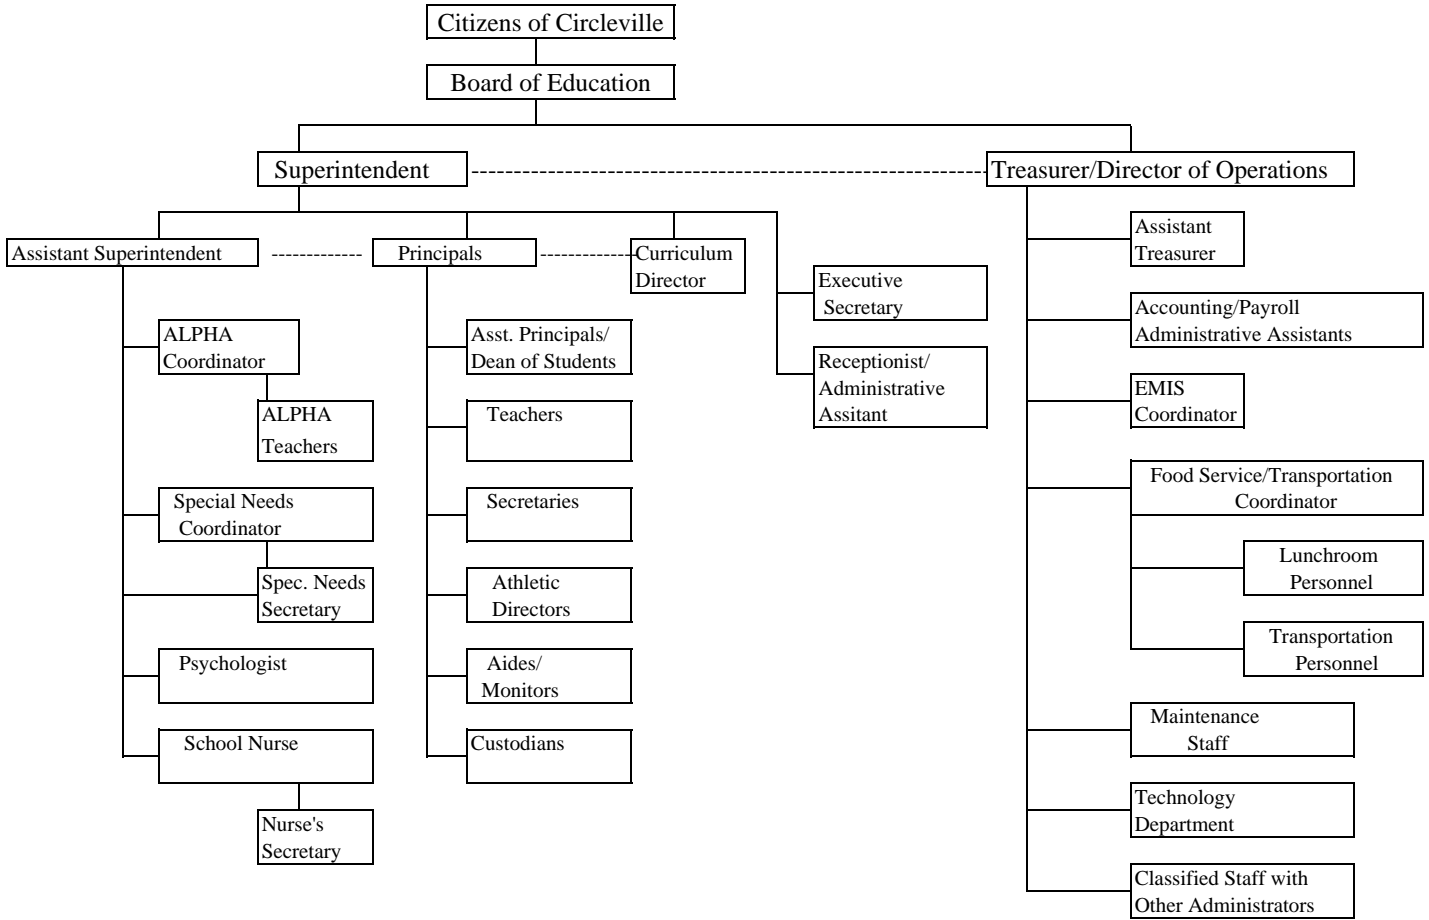 Citizens of Circleville
Board of Education
Superintendent
Treasurer/Director of Operations
Assistant Superintendent
Principals
Curriculum
Director
Executive
Secretary
Receptionist/
Administrative
Assitant
ALPHA
Coordinator
ALPHA
Teachers
Special Needs
Coordinator
Spec. Needs
Secretary
Psychologist
School Nurse
Nurse's
Secretary
Asst. Principals/
Dean of Students
Teachers
Secretaries
Athletic
Directors
Aides/
Monitors
Custodians
Assistant
Treasurer
Accounting/Payroll
Administrative Assistants
EMIS
Coordinator
Food Service/Transportation
Coordinator
Lunchroom
Personnel
Transportation
Personnel
Maintenance
Staff
Technology
Department
Classified Staff with
Other Administrators